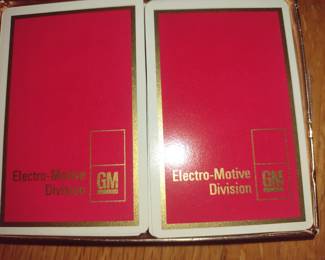 Electro-Motive
Division
GM
Electro-Motive
Division
GM